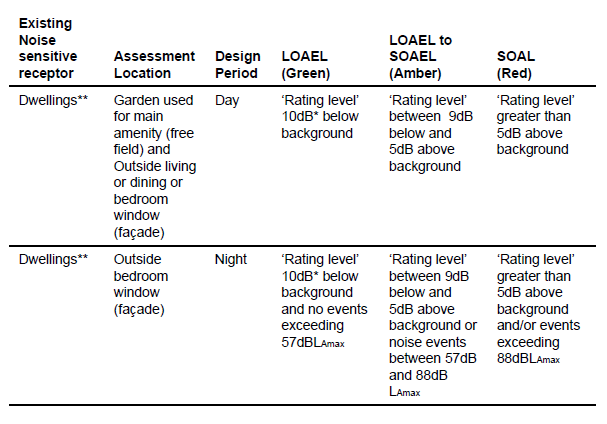 Existing
Noise
sensitive
receptor
Assessment
Location
Design
Period
LOAEL
(Green)
LOAEL to
SOAEL
(Amber)
SOAL
(Red)
Dwellings**
Garden used
for main
amenity (free
field) and
Outside living
or dining or
bedroom
window
(façade)
Day
‘Rating level’
10dB* below
background
‘Rating level’
between 9dB
below and
5dB above
background
‘Rating level’
greater than
5dB above
background
Dwellings**
Outside
bedroom
window
(façade)
Night
‘Rating level’
10dB* below
background
and no events
exceeding
57dBLAmax
‘Rating level’
between 9dB
below and
5dB above
background or
noise events
between 57dB
and 88dB
LAmax
‘Rating level’
greater than
5dB above
background
and/or events
exceeding
88dBLAmax